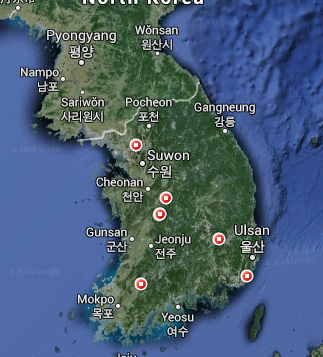 North Korea
Wŏnsan
원산시
Pyongyang
평양
Nampo
남포
Sariwŏn
사리원시
Pocheon
포천
Gangneung
강릉
Suwon
수원
Cheonan
천안
Gunsan
군산
Jeonju
전주
Ulsan
울산
Mokpo
목포
Yeosu
여수